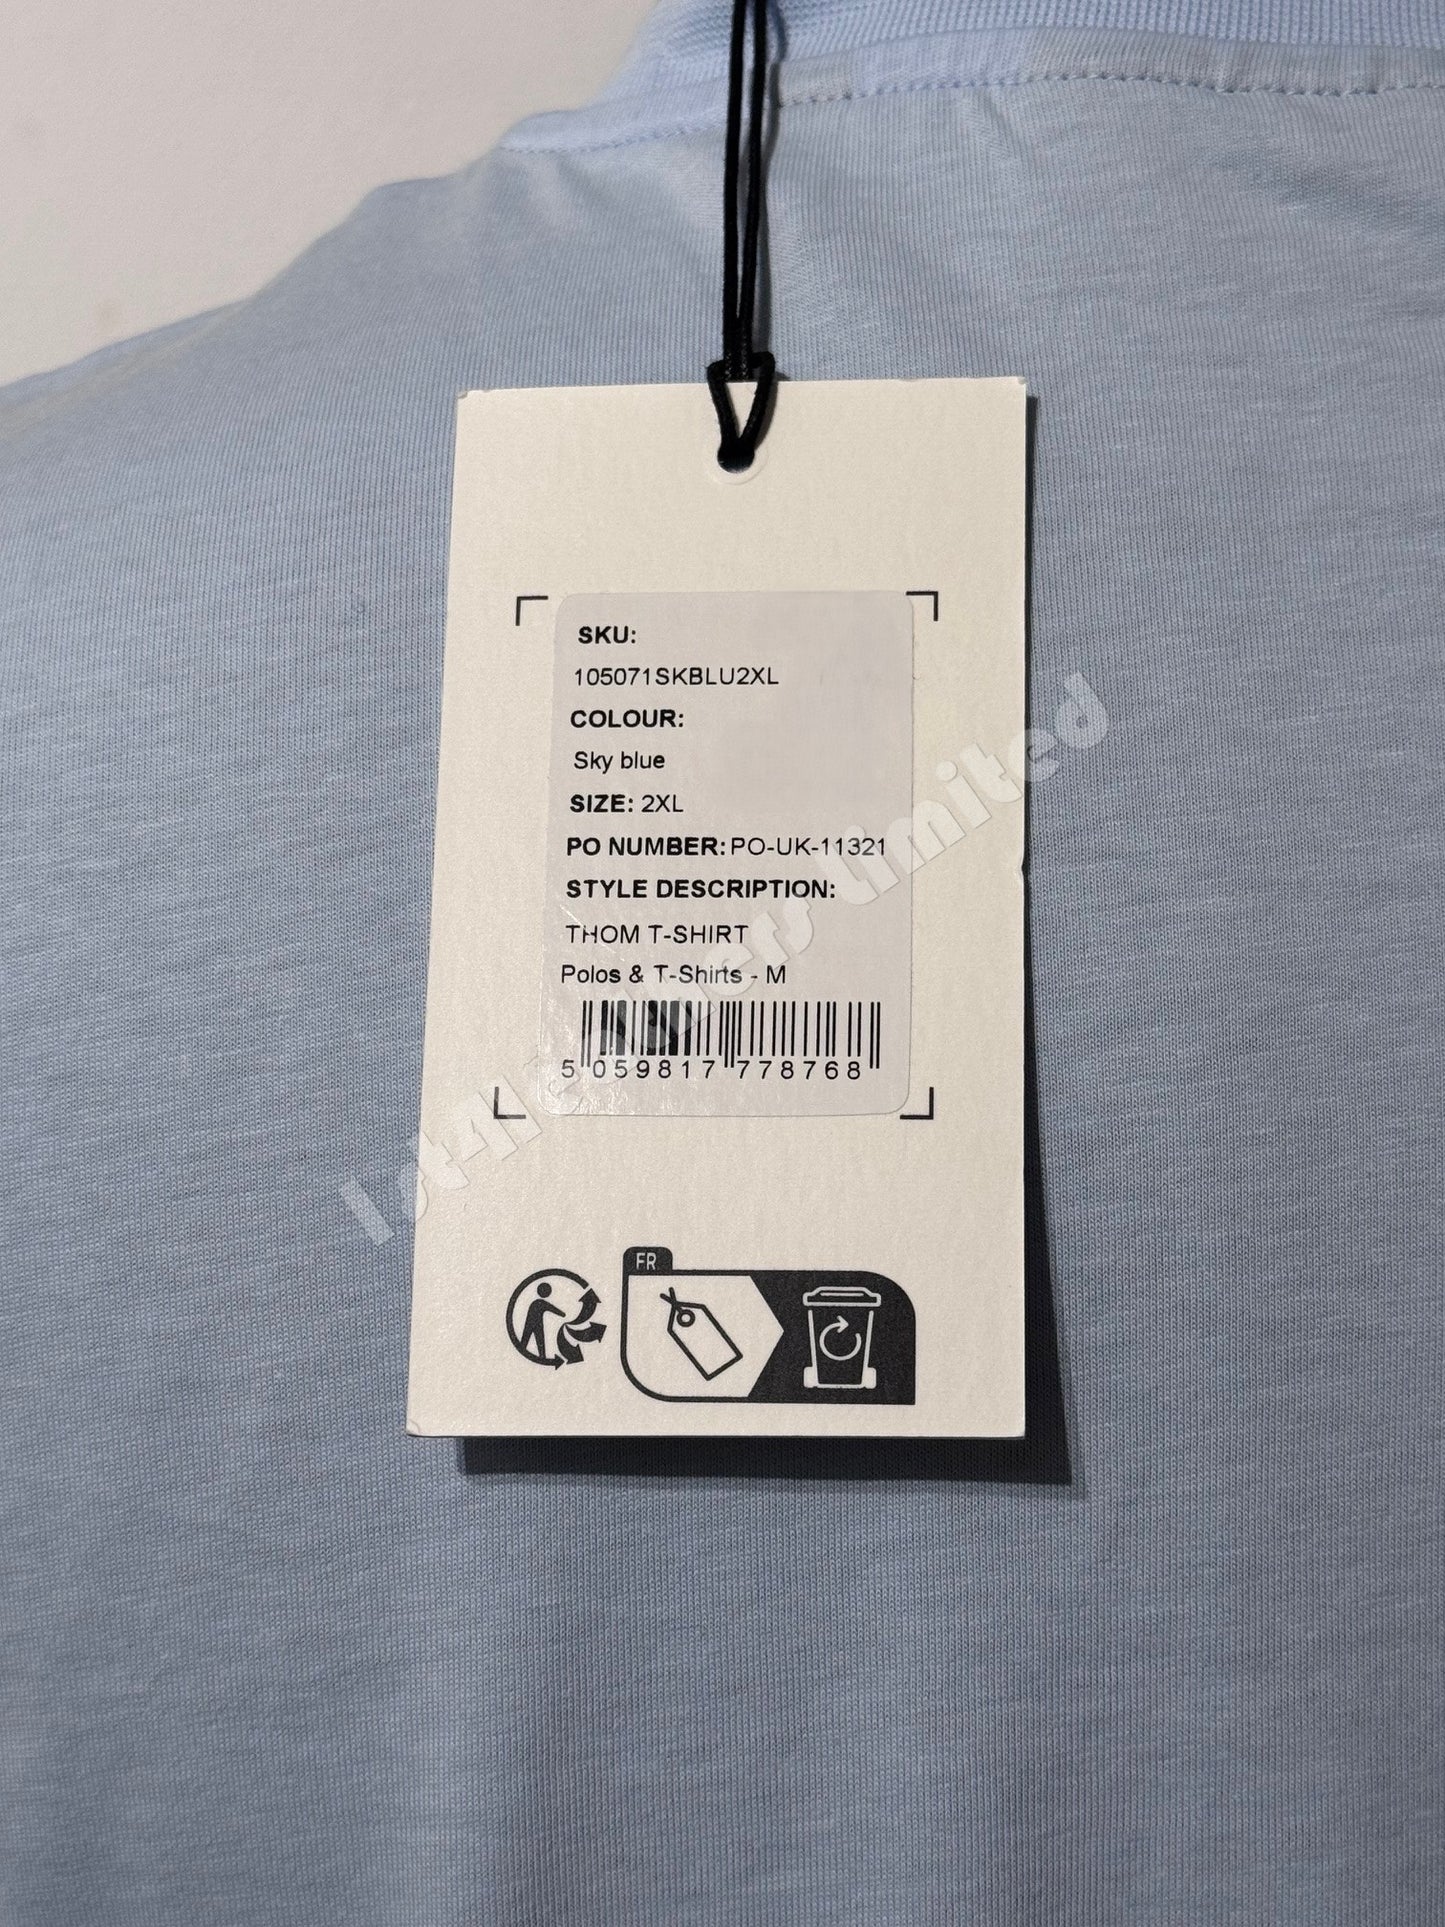 SKU:
105071SKBLU2XL
COLOUR:
Sky blue
SIZE: 2XL
PO NUMBER: PO-UK-11321
STYLE DESCRIPTION:
THOM T-SHIRT
Polos & T-Shirts - M
5 059817 778768
FR
limited